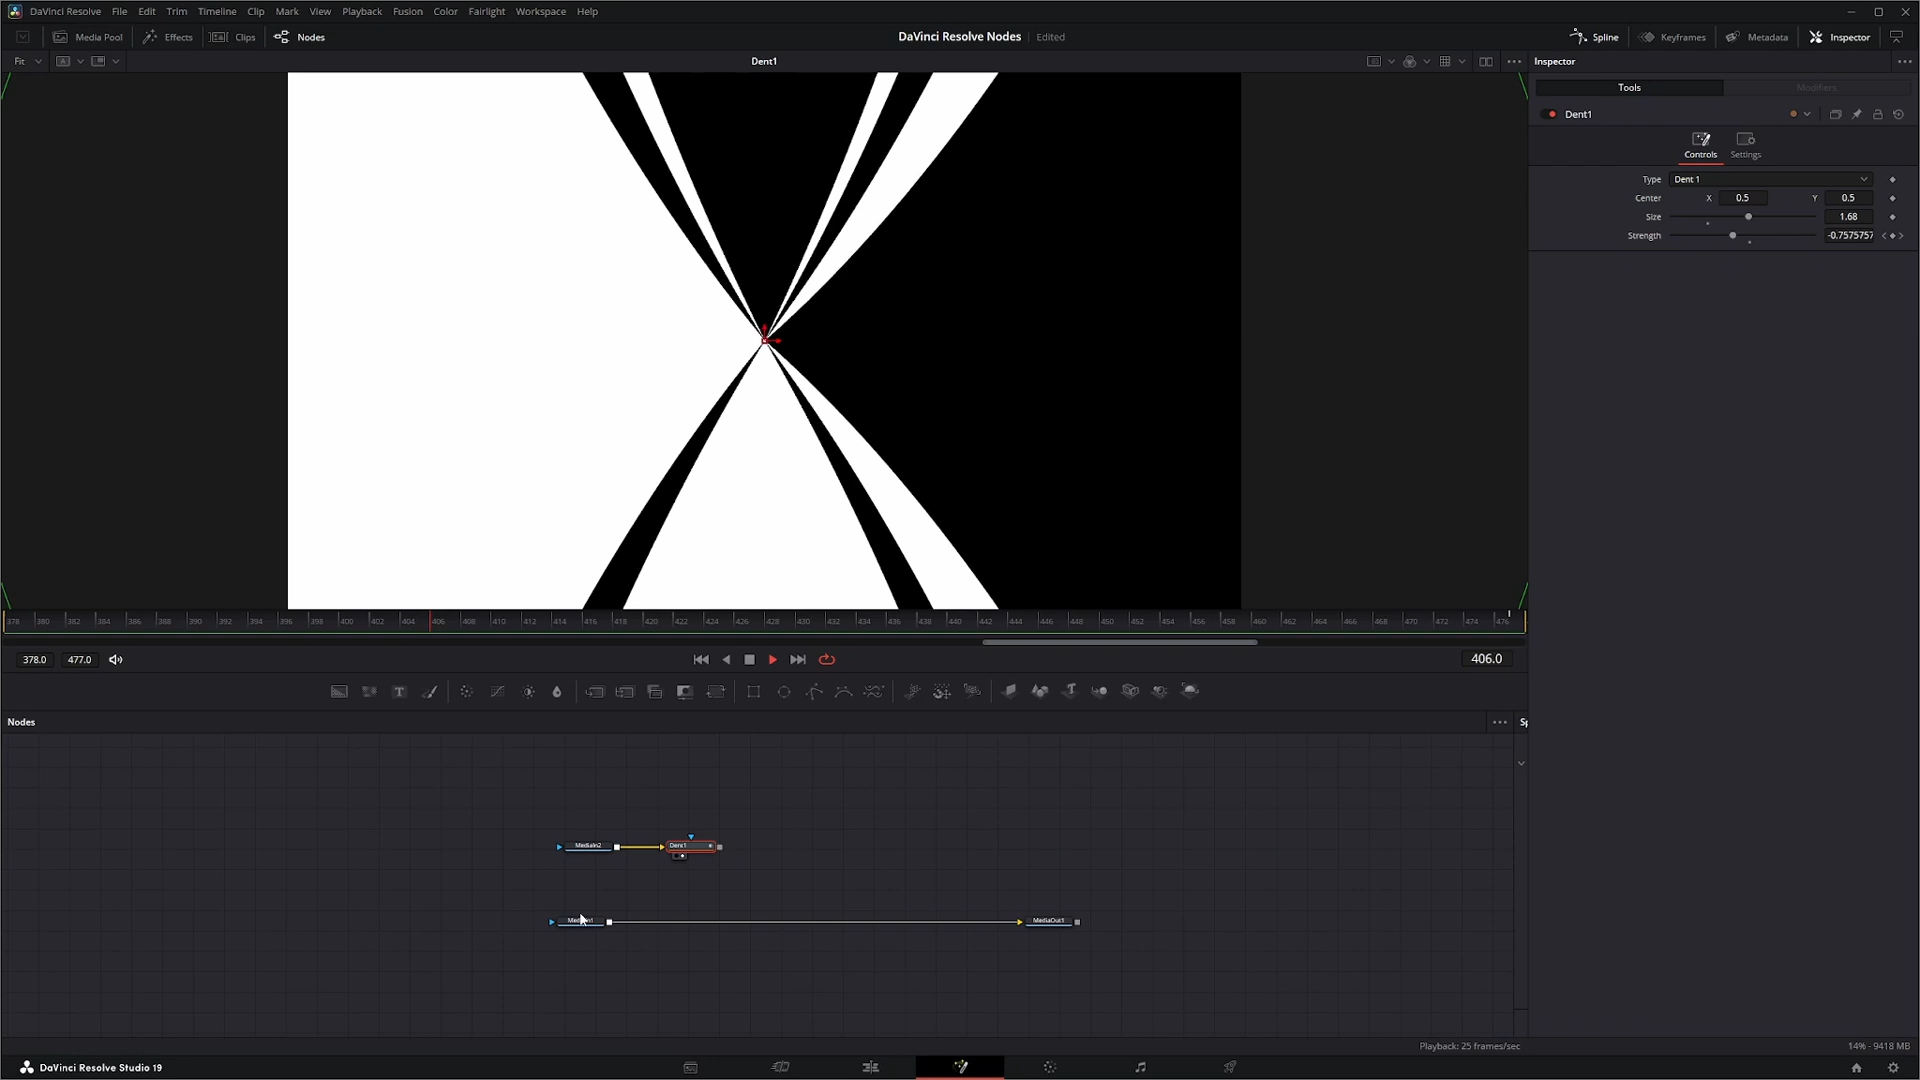 DaVinci Resolve File Edit Trim Timeline Clip Mark View Playback Fusion Color Fairlight Workspace Help
Media Pool Effects Clips Nodes DaVinci Resolve Nodes Edited Spline Keyframes Metadata Inspector
Fit Dent1 Inspector
Tools Modifiers
Dent1
Controls Settings
Type Dent 1
Center X 0.5 Y 0.5
Size 1.68
Strength -0.7575757
378 380 382 384 386 388 390 392 394 396 398 400 402 404 406 408 410 412 414 416 418 420 422 424 426 428 430 432 434 436 438 440 442 444 446 448 450 452 454 456 458 460 462 464 466 468 470 472 474 476
378.0 477.0 406.0
Nodes Sp
MediaIn2 Dent1
MediaOut1
Playback: 25 frames/sec 14% - 9418 MB
DaVinci Resolve Studio 19